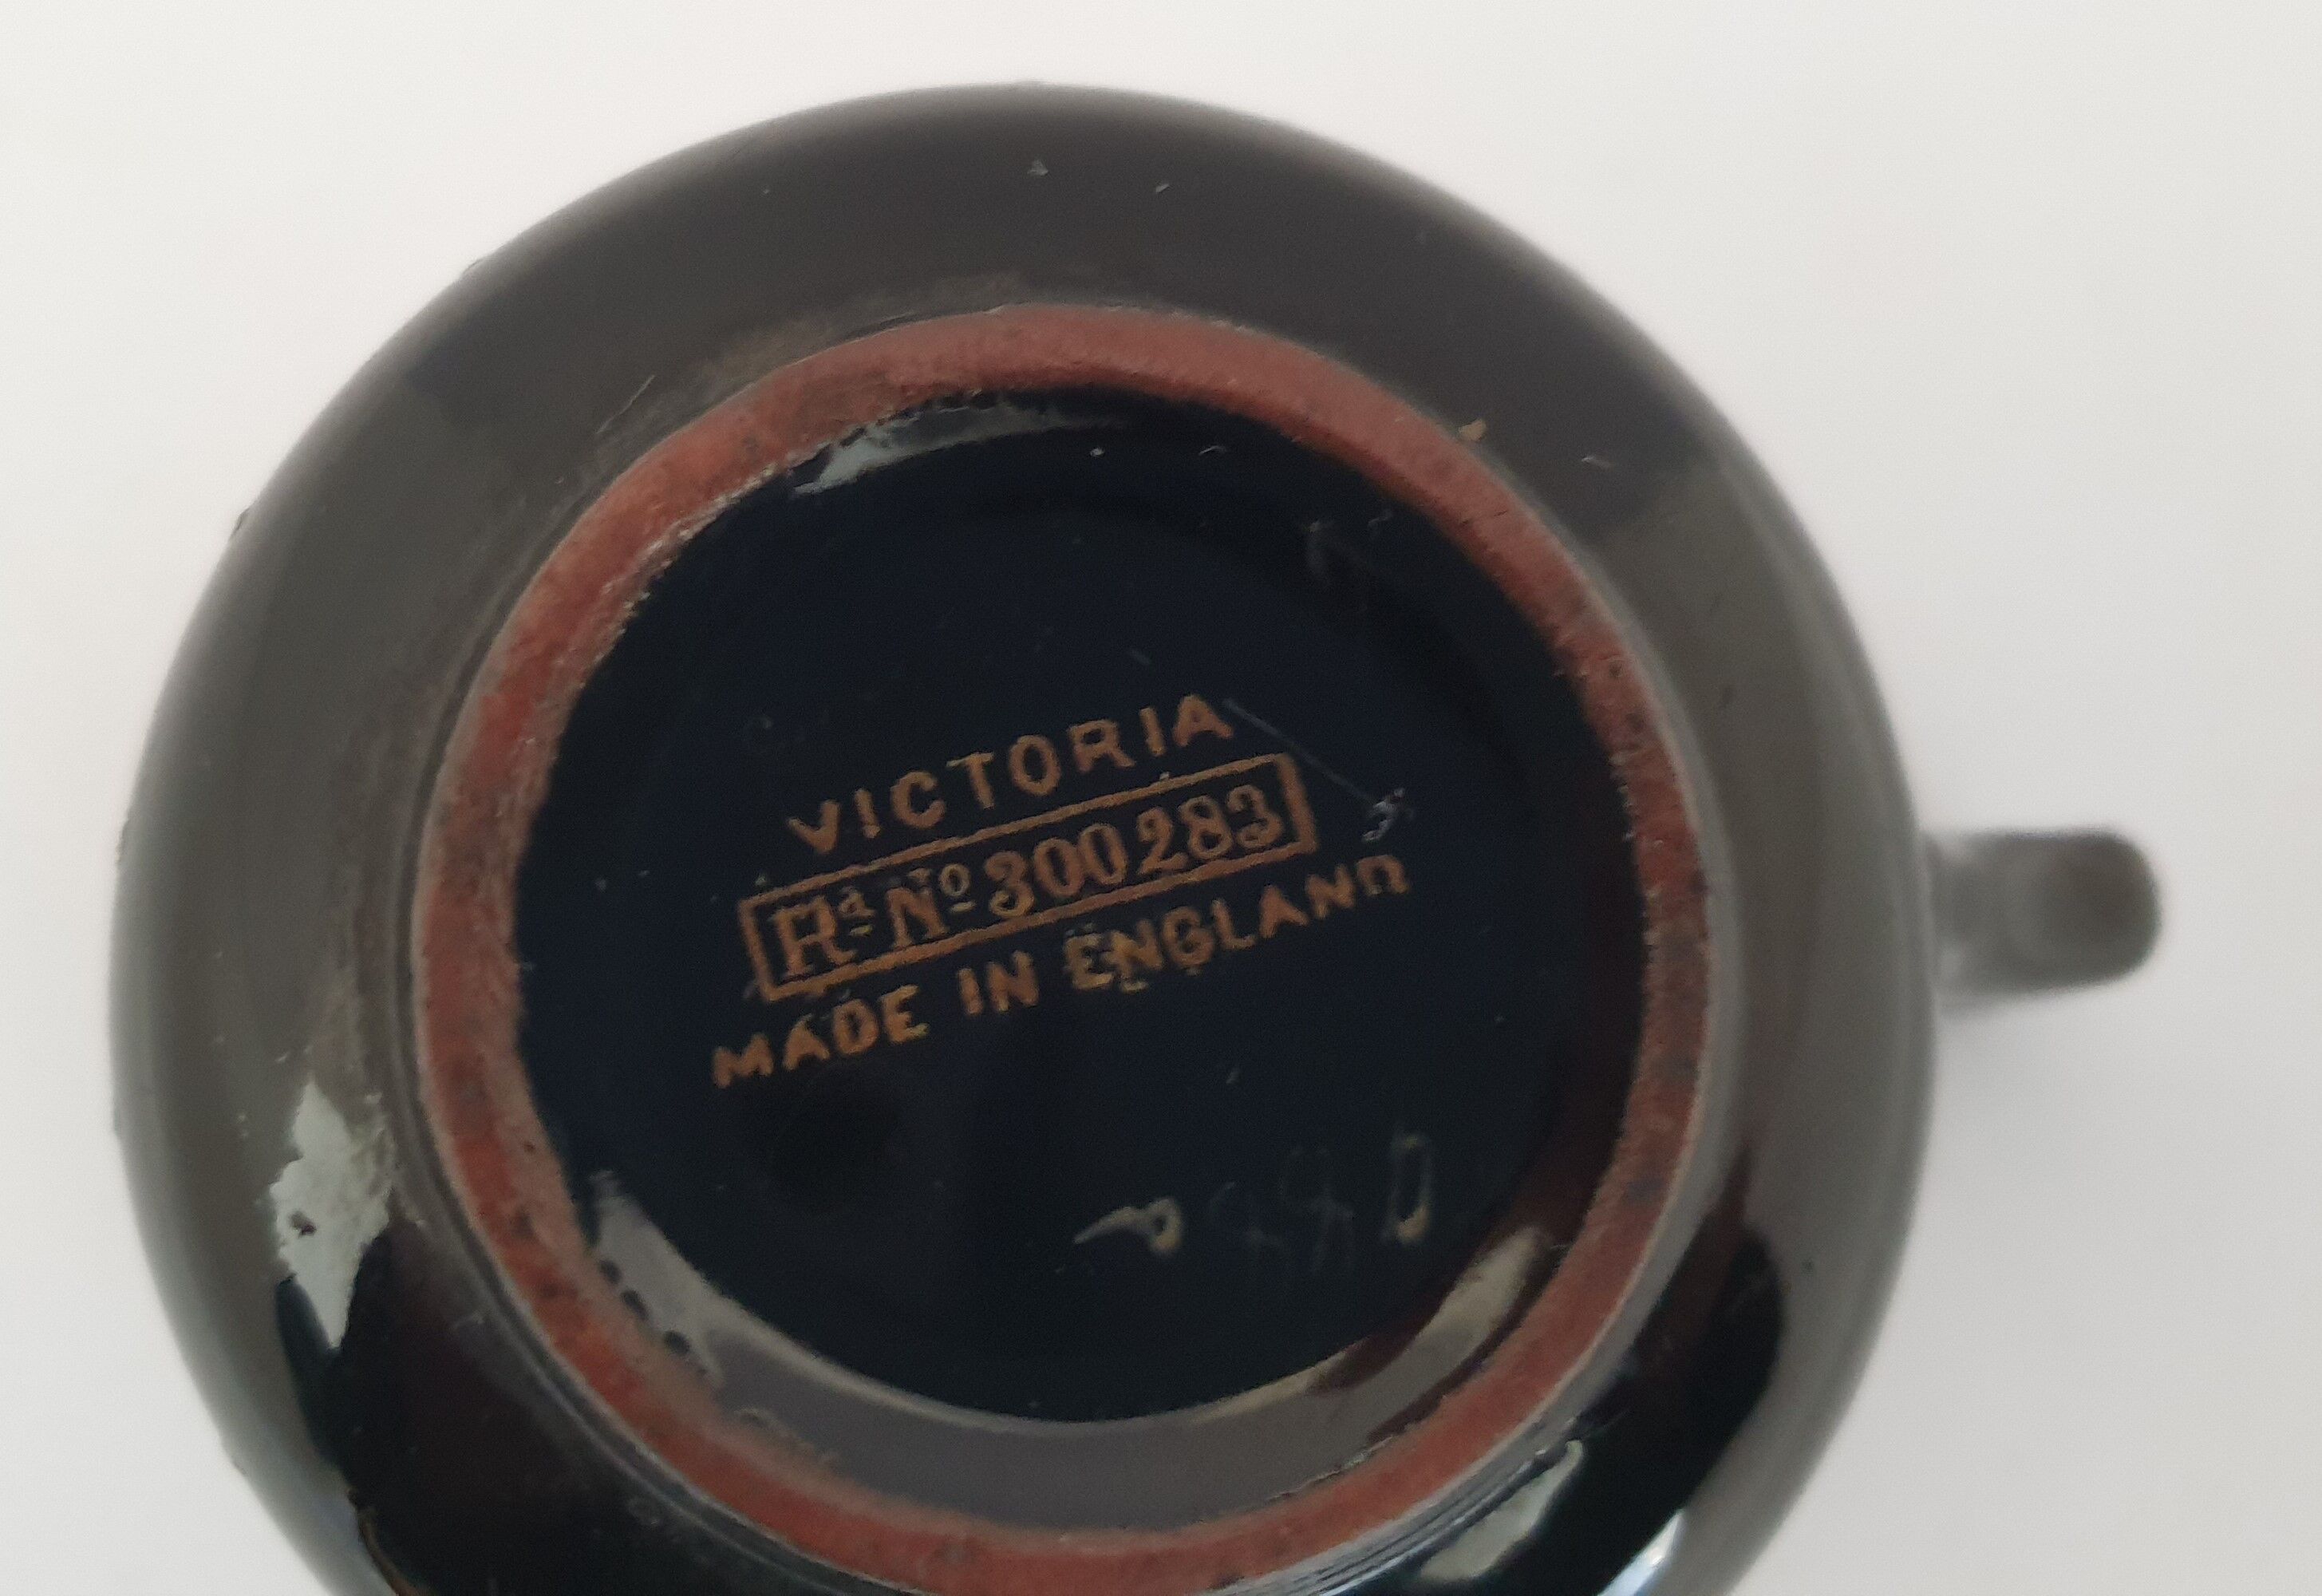 VICTORIA
Rd No 300283
MADE IN ENGLAND